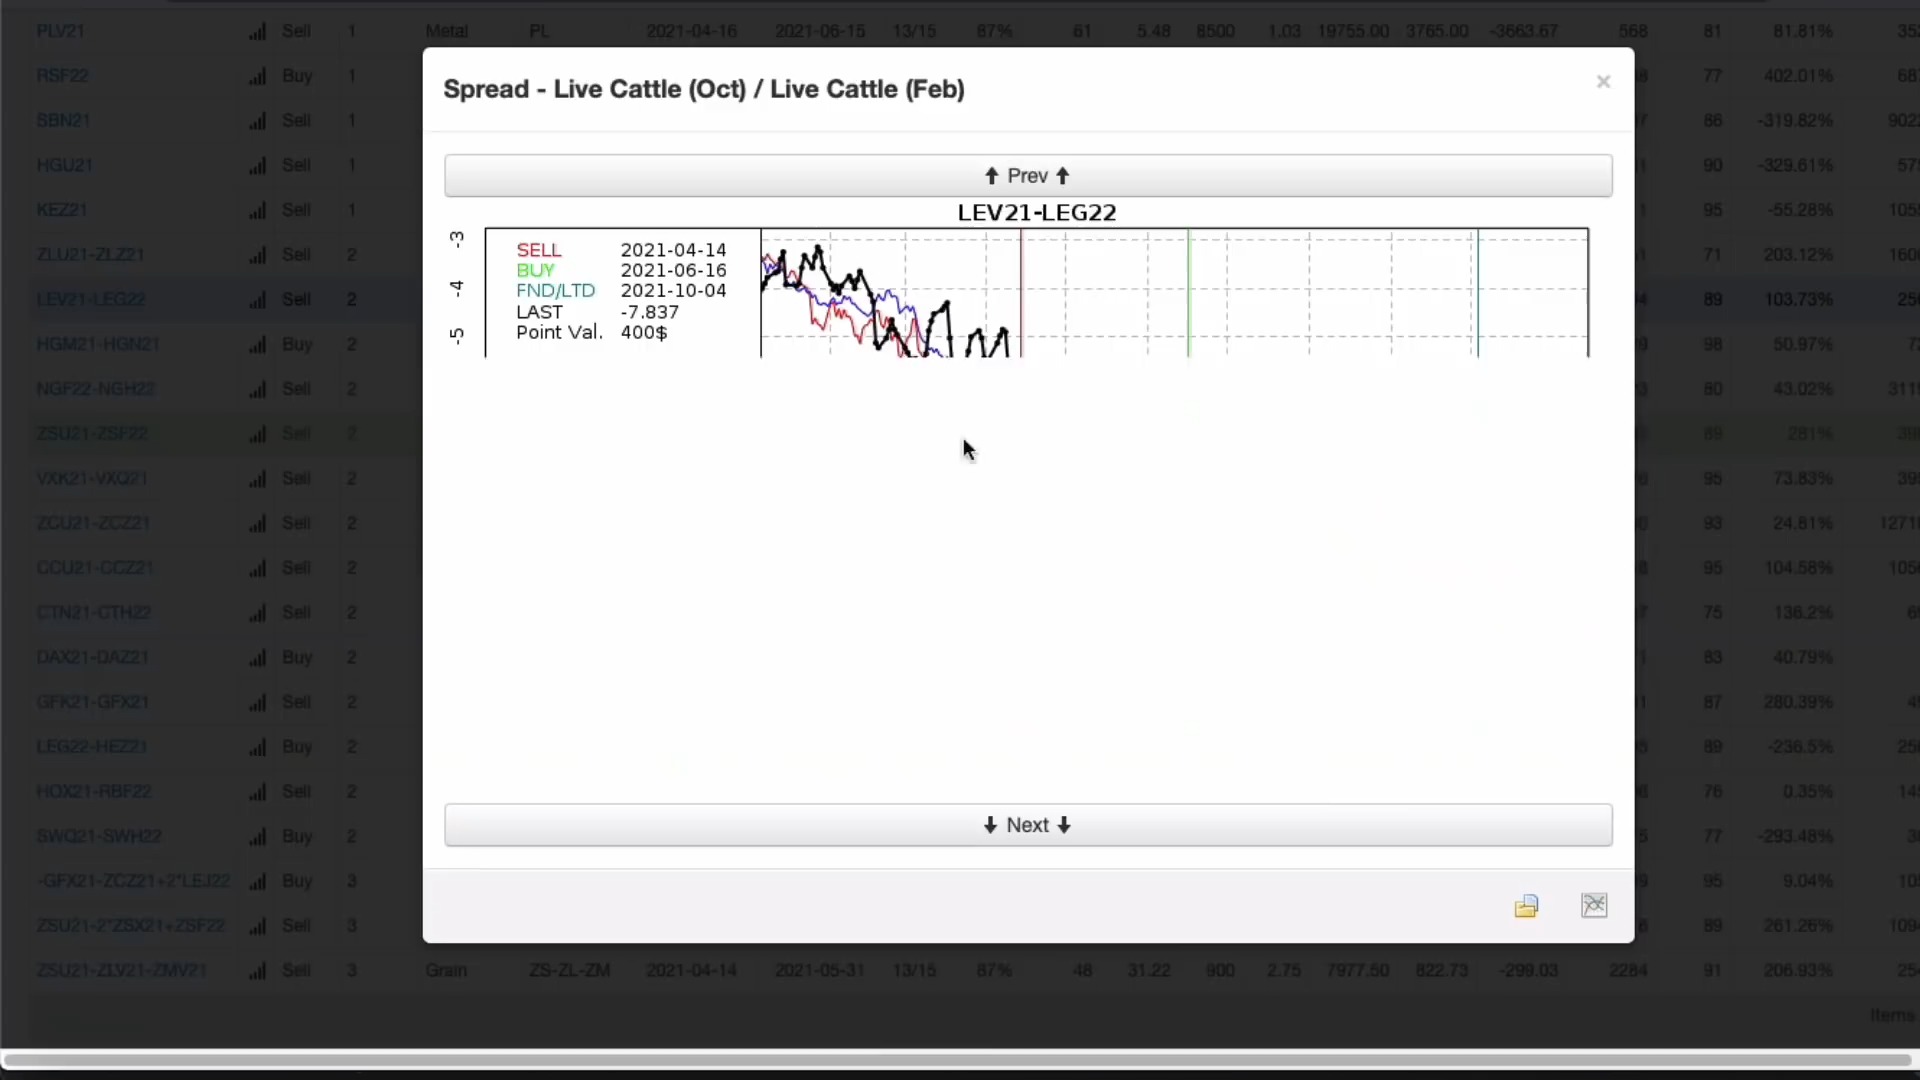 PLV21 Sell 1 Metal PL 2021-04-16 2021-06-15 13/15 87% 61 5.48 8500 1.03 19755.00 3765.00 -3663.67 568 81 81.81%
RSF22 Buy 1 77 402.01%
SBN21 Sell 1 86 -319.82%
HGU21 Sell 1 90 -329.61%
KEZ21 Sell 1 95 -55.28%
ZLU21-ZLZ21 Sell 2 71 203.12%
LEV21-LEG22 Sell 2 89 103.73%
HGM21-HGN21 Buy 2 98 50.97%
NGF22-NGH22 Sell 2 80 43.02%
ZSU21-ZSF22 Sell 2 89 281%
VXK21-VXQ21 Sell 2 95 73.83%
ZCU21-ZCZ21 Sell 2 93 24.81%
CCU21-CCZ21 Sell 2 95 104.58%
CTN21-CTH22 Sell 2 75 136.2%
DAX21-DAZ21 Buy 2 83 40.79%
GFK21-GFX21 Sell 2 87 280.39%
LEG22-HEZ21 Buy 2 89 -236.5%
HOX21-RBF22 Sell 2 76 0.35%
SWQ21-SWH22 Buy 2 77 -293.48%
-GFX21-ZCZ21+2*LEJ22 Buy 3 95 9.04%
ZSU21-2*ZSX21+ZSF22 Sell 3 89 261.26%
ZSU21-ZLV21-ZMV21 Sell 3 Grain ZS-ZL-ZM 2021-04-14 2021-05-31 13/15 87% 48 31.22 900 2.75 7977.50 822.73 -299.03 2284 91 206.93%
Items
Spread - Live Cattle (Oct) / Live Cattle (Feb)
×
Prev
LEV21-LEG22
-3
-4
-5
SELL 2021-04-14
BUY 2021-06-16
FND/LTD 2021-10-04
LAST -7.837
Point Val. 400$
Next